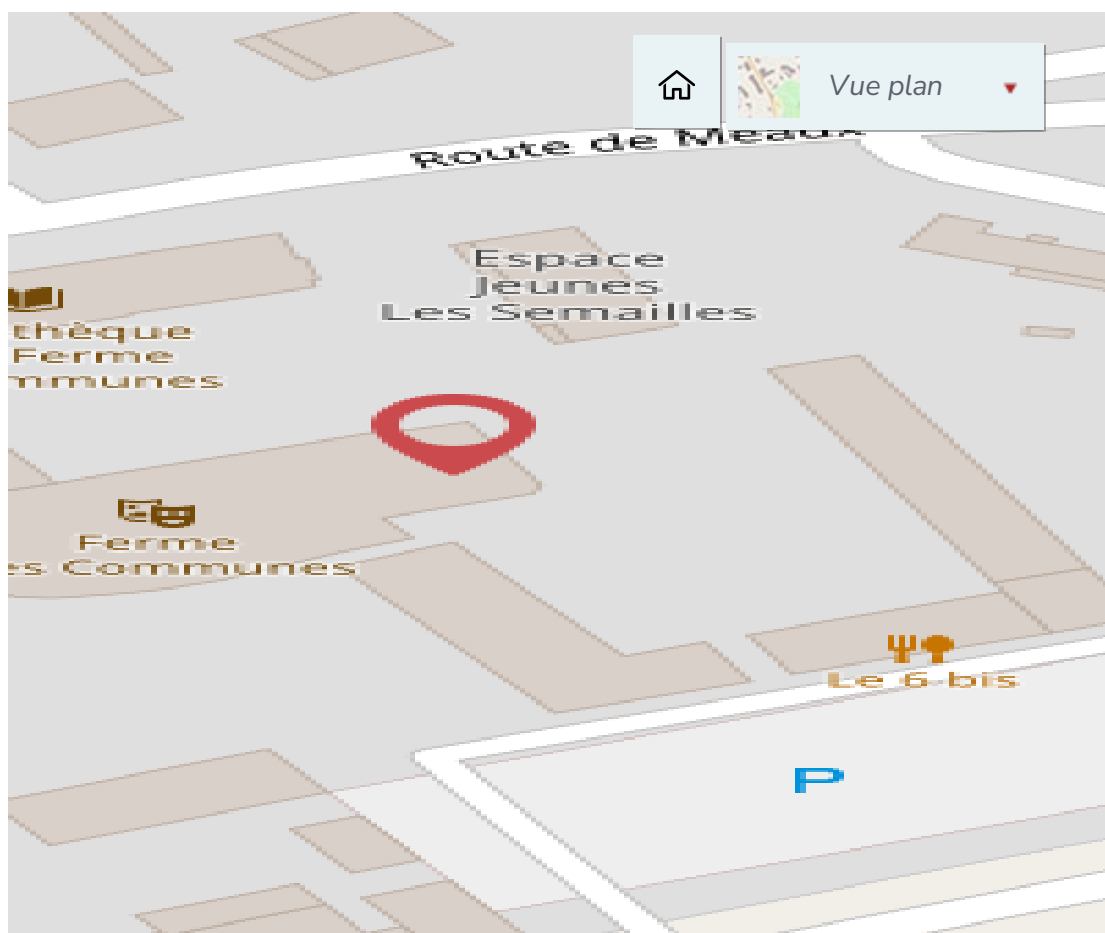 Vue plan
Route de Meaux
Espace
Jeunes
Les Semailles
thèque
Ferme
mmunes
Ferme
es Communes
Le 6 bis
P